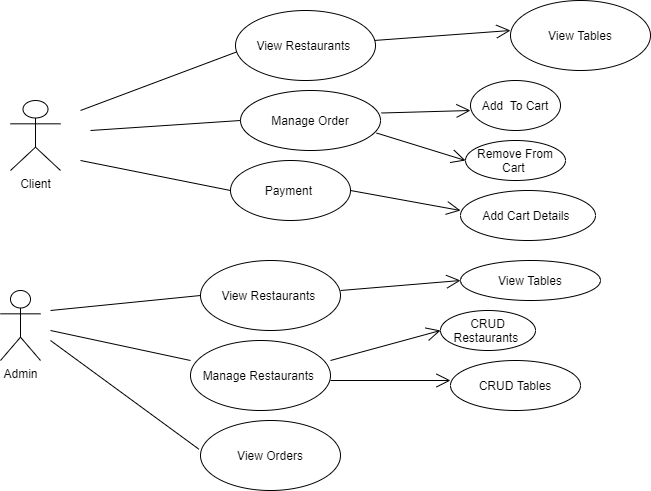 View Restaurants
View Tables
Manage Order
Add To Cart
Remove From
Cart
Client
Payment
Add Cart Details
View Restaurants
View Tables
CRUD
Restaurants
Admin
Manage Restaurants
CRUD Tables
View Orders